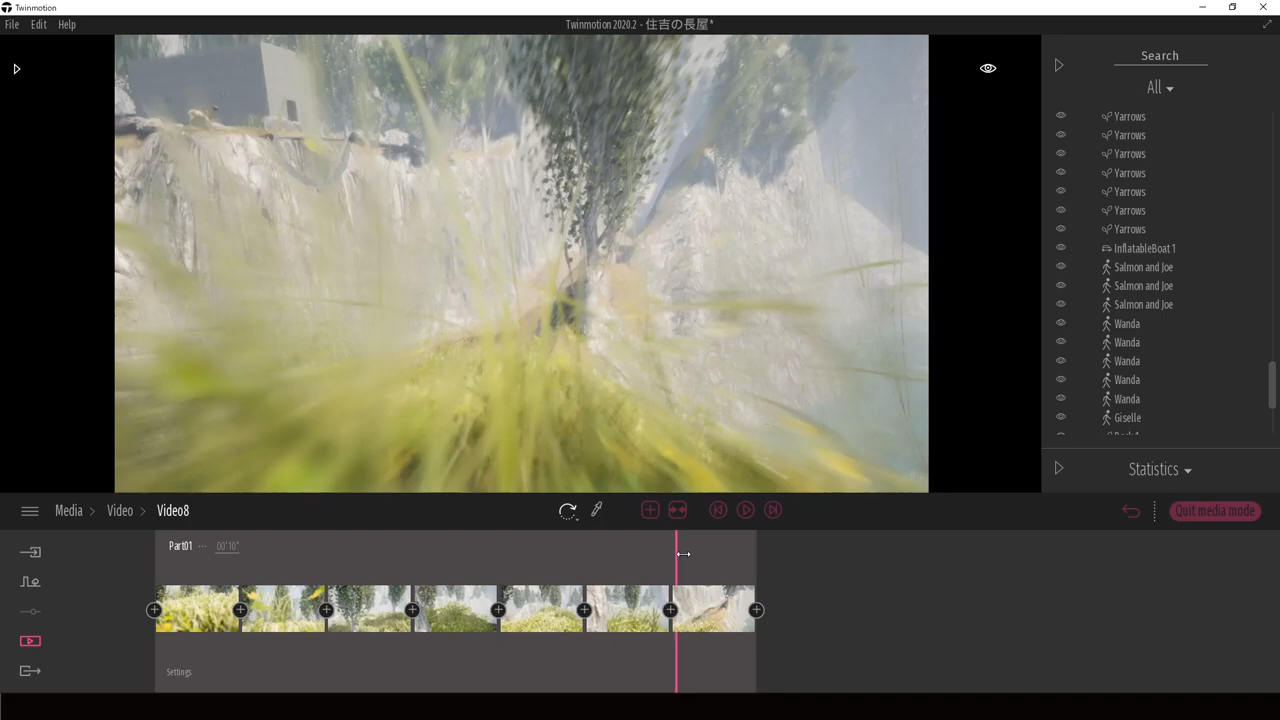 Twinmotion
File Edit Help
Twinmotion 2020.2 - 住吉の長屋*
Search
All
Yarrows
Yarrows
Yarrows
Yarrows
Yarrows
Yarrows
Yarrows
InflatableBoat1
Salmon and Joe
Salmon and Joe
Salmon and Joe
Wanda
Wanda
Wanda
Wanda
Wanda
Giselle
Statistics
Media > Video > Video8
Quit media mode
Part01 ... 00'10"
Settings